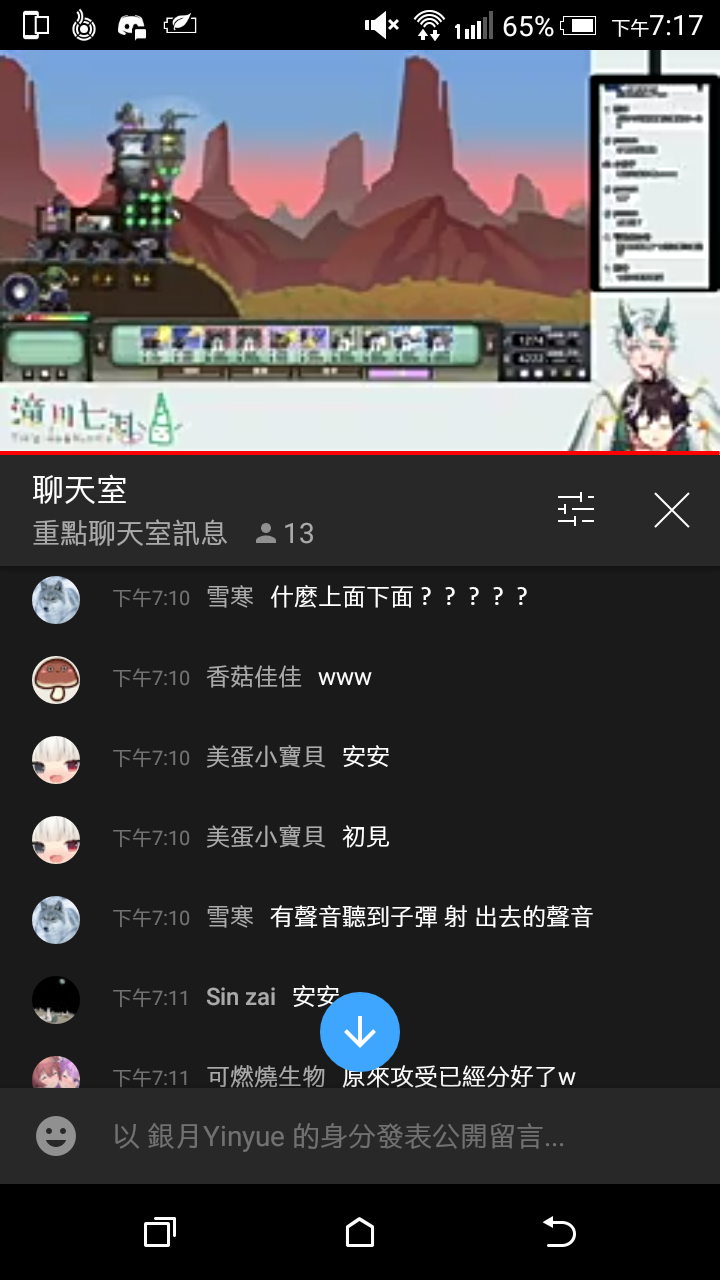 65% 下午7:17
1274
6222
聊天室
重點聊天室訊息 13
下午7:10 雪寒 什麼上面下面？？？？？
下午7:10 香菇佳佳 www
下午7:10 美蛋小寶貝 安安
下午7:10 美蛋小寶貝 初見
下午7:10 雪寒 有聲音聽到子彈 射 出去的聲音
下午7:11 Sin zai 安安
下午7:11 可燃燒生物 原來攻受已經分好了w
以 銀月Yinyue 的身分發表公開留言...